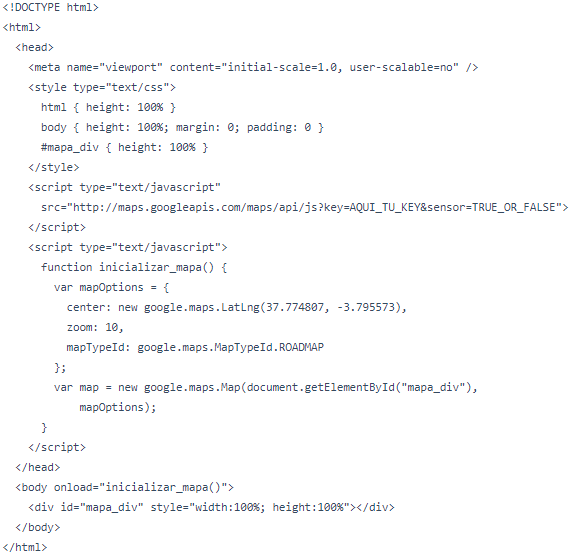 <!DOCTYPE html>
<html>
  <head>
    <meta name="viewport" content="initial-scale=1.0, user-scalable=no" />
    <style type="text/css">
      html { height: 100% }
      body { height: 100%; margin: 0; padding: 0 }
      #mapa_div { height: 100% }
    </style>
    <script type="text/javascript"
      src="http://maps.googleapis.com/maps/api/js?key=AQUI_TU_KEY&sensor=TRUE_OR_FALSE">
    </script>
    <script type="text/javascript">
      function inicializar_mapa() {
        var mapOptions = {
          center: new google.maps.LatLng(37.774807, -3.795573),
          zoom: 10,
          mapTypeId: google.maps.MapTypeId.ROADMAP
        };
        var map = new google.maps.Map(document.getElementById("mapa_div"),
            mapOptions);
      }
    </script>
  </head>
  <body onload="inicializar_mapa()">
    <div id="mapa_div" style="width:100%; height:100%"></div>
  </body>
</html>